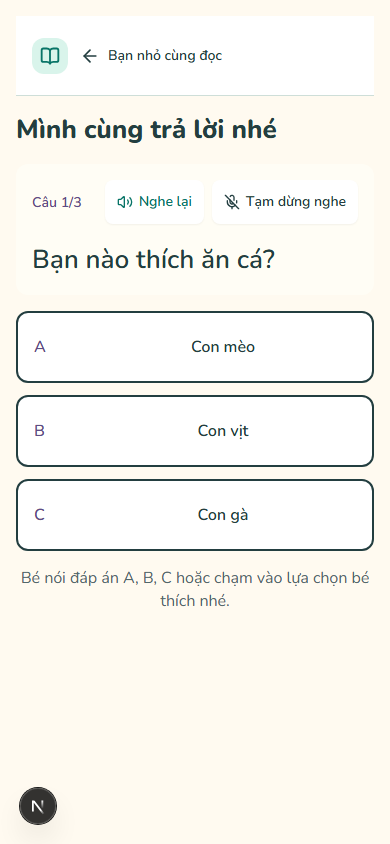 Bạn nhỏ cùng đọc
Mình cùng trả lời nhé
Câu 1/3
Nghe lại
Tạm dừng nghe
Bạn nào thích ăn cá?
A
Con mèo
B
Con vịt
C
Con gà
Bé nói đáp án A, B, C hoặc chạm vào lựa chọn bé
thích nhé.
N